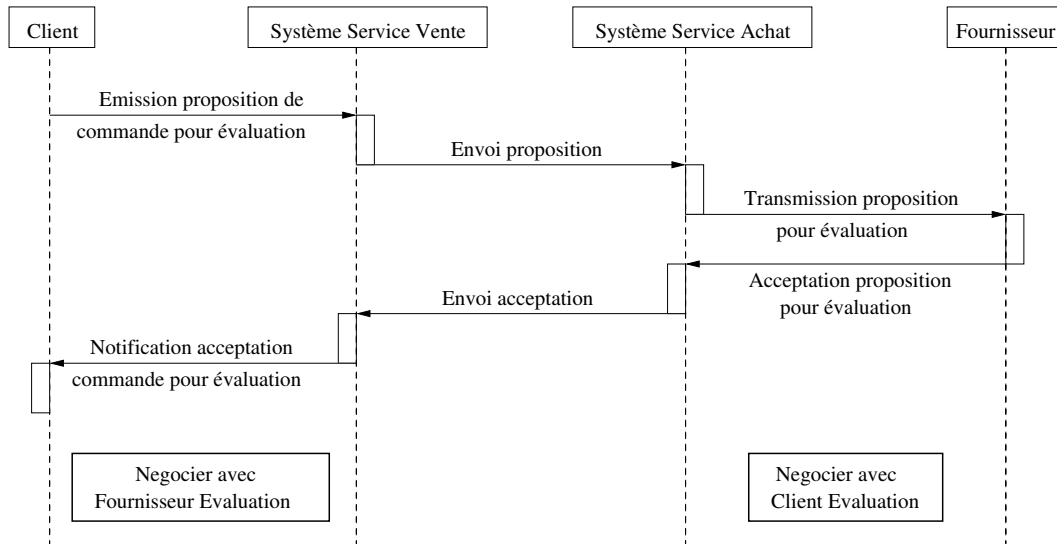 Client
Système Service Vente
Système Service Achat
Fournisseur
Emission proposition de
commande pour évaluation
Envoi proposition
Transmission proposition
pour évaluation
Acceptation proposition
pour évaluation
Envoi acceptation
Notification acceptation
commande pour évaluation
Negocier avec
Fournisseur Evaluation
Negocier avec
Client Evaluation